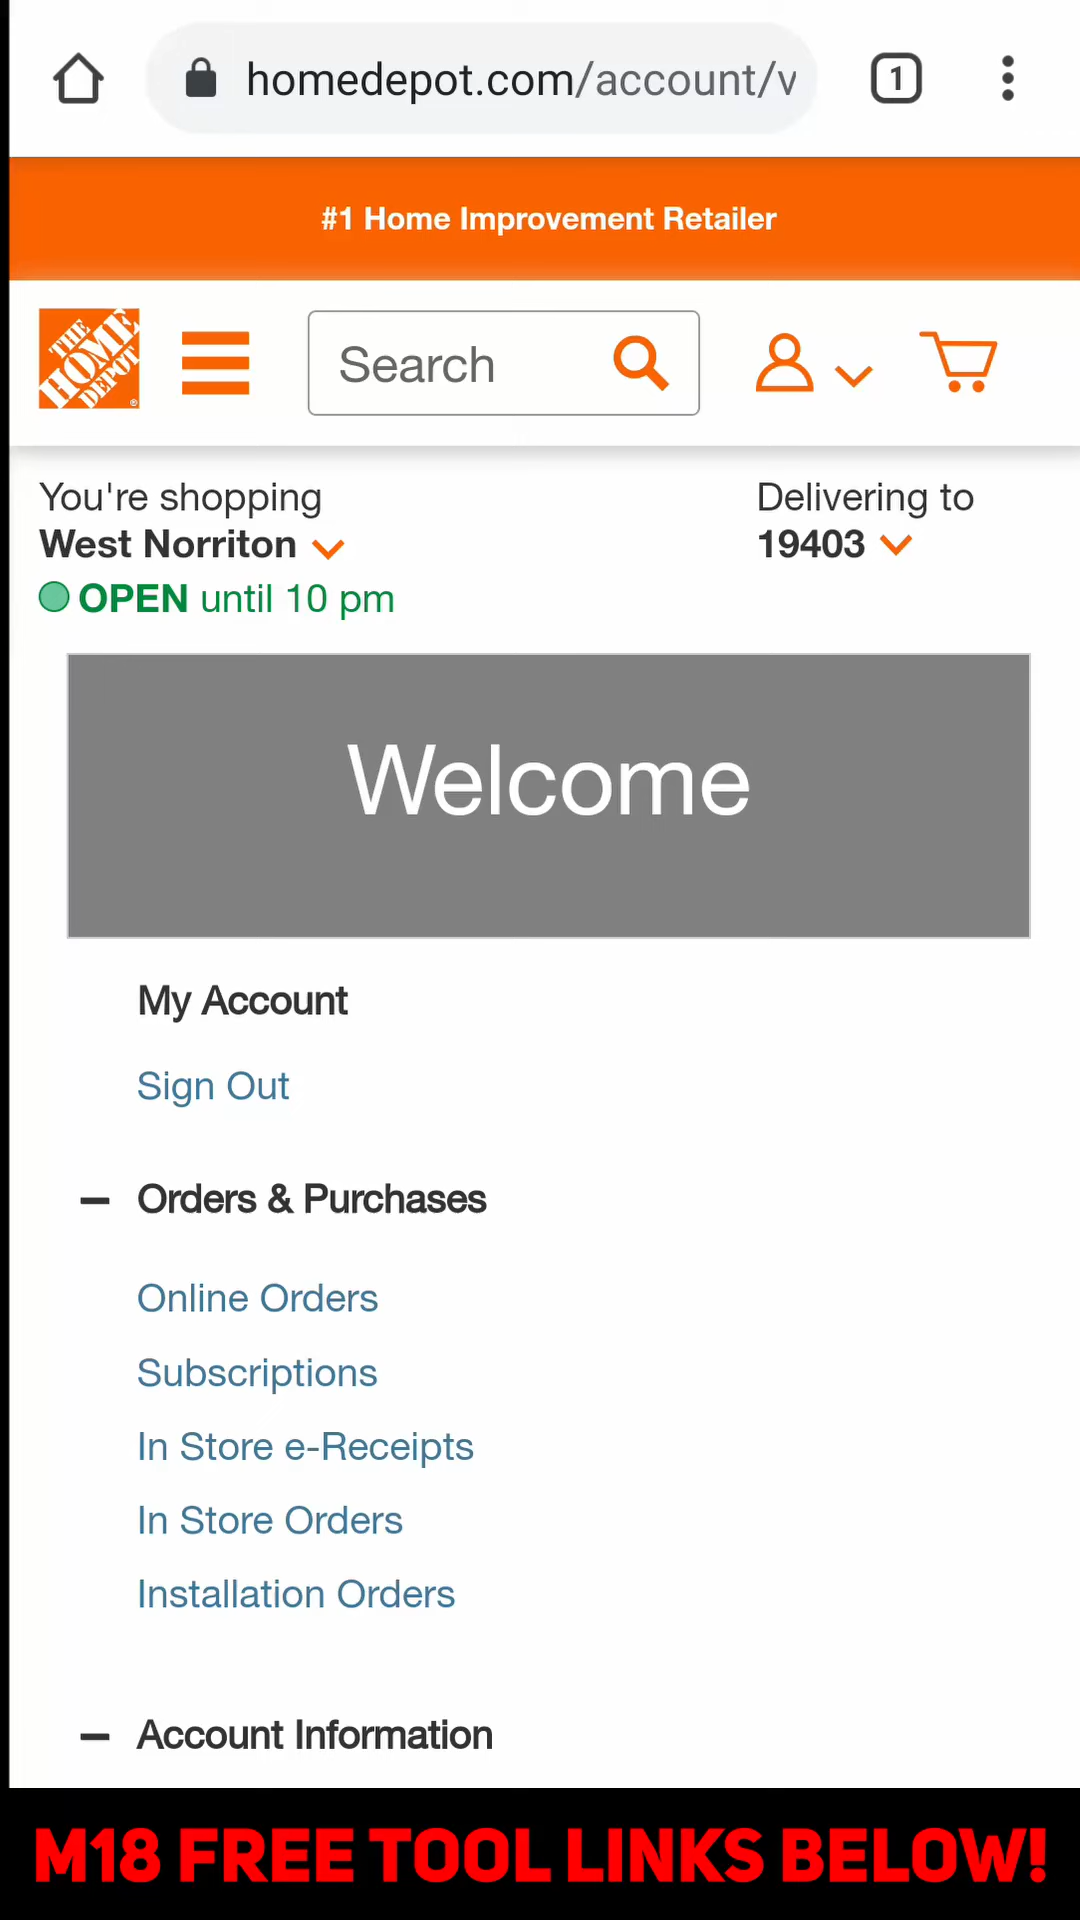 homedepot.com/account/v
1
#1 Home Improvement Retailer
THE HOME DEPOT
Search
You're shopping
West Norriton
OPEN until 10 pm
Delivering to
19403
Welcome
My Account
Sign Out
Orders & Purchases
Online Orders
Subscriptions
In Store e-Receipts
In Store Orders
Installation Orders
Account Information
M18 FREE TOOL LINKS BELOW!